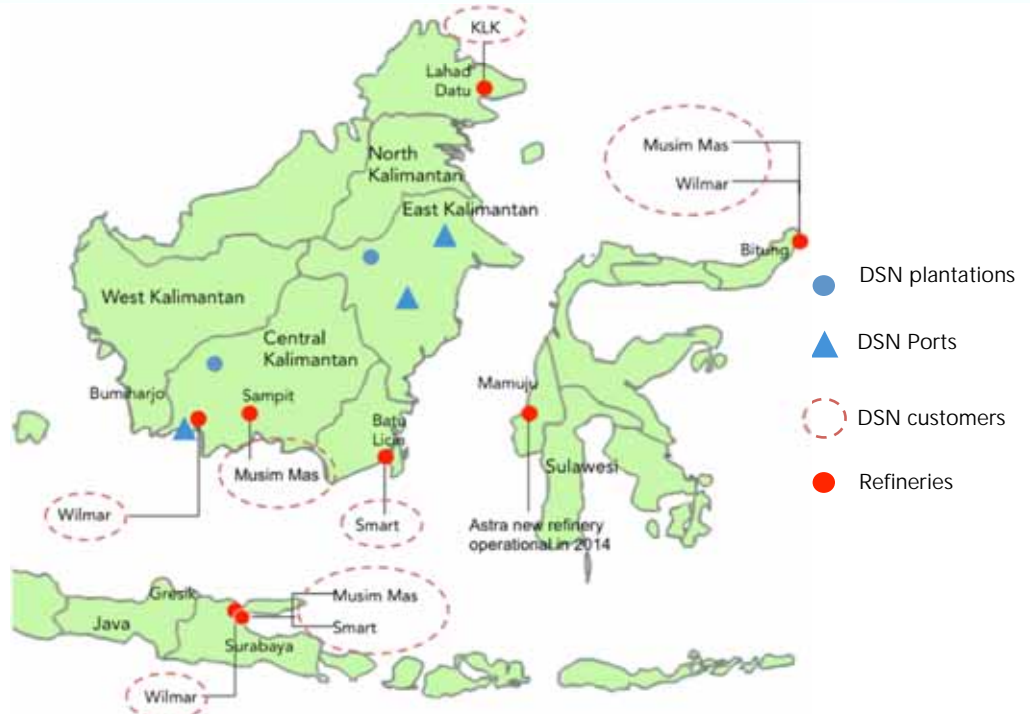 KLK
Lahad
Datu
North
Kalimantan
East Kalimantan
Musim Mas
Wilmar
Bitung
West Kalimantan
Central
Kalimantan
Bumiharjo
Sampit
Batu
Licin
Musim Mas
Wilmar
Smart
Mamuju
Sulawesi
Astra new refinery
operational in 2014
Gresik
Java
Surabaya
Musim Mas
Smart
Wilmar
DSN plantations
DSN Ports
DSN customers
Refineries